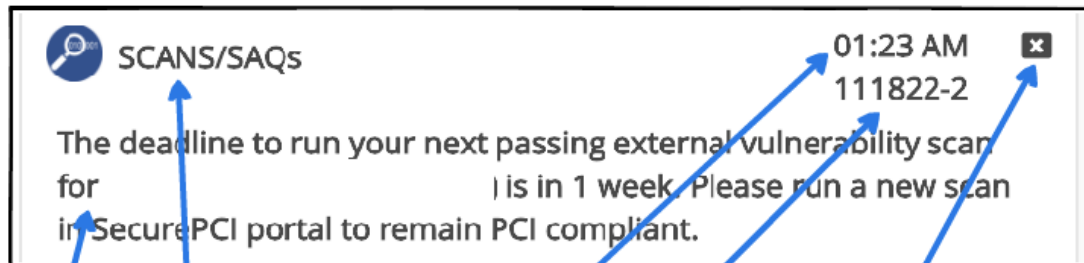 SCANS/SAQs
01:23 AM
111822-2
The deadline to run your next passing external vulnerability scan
for ) is in 1 week. Please run a new scan
in SecurePCI portal to remain PCI compliant.